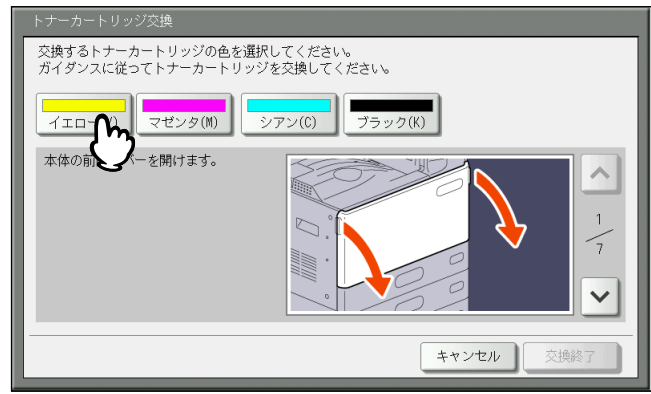 トナーカートリッジ交換
交換するトナーカートリッジの色を選択してください。
ガイダンスに従ってトナーカートリッジを交換してください。
イエロー
マゼンタ(M)
シアン(C)
ブラック(K)
本体の前 バーを開けます。
1
7
キャンセル
交換終了